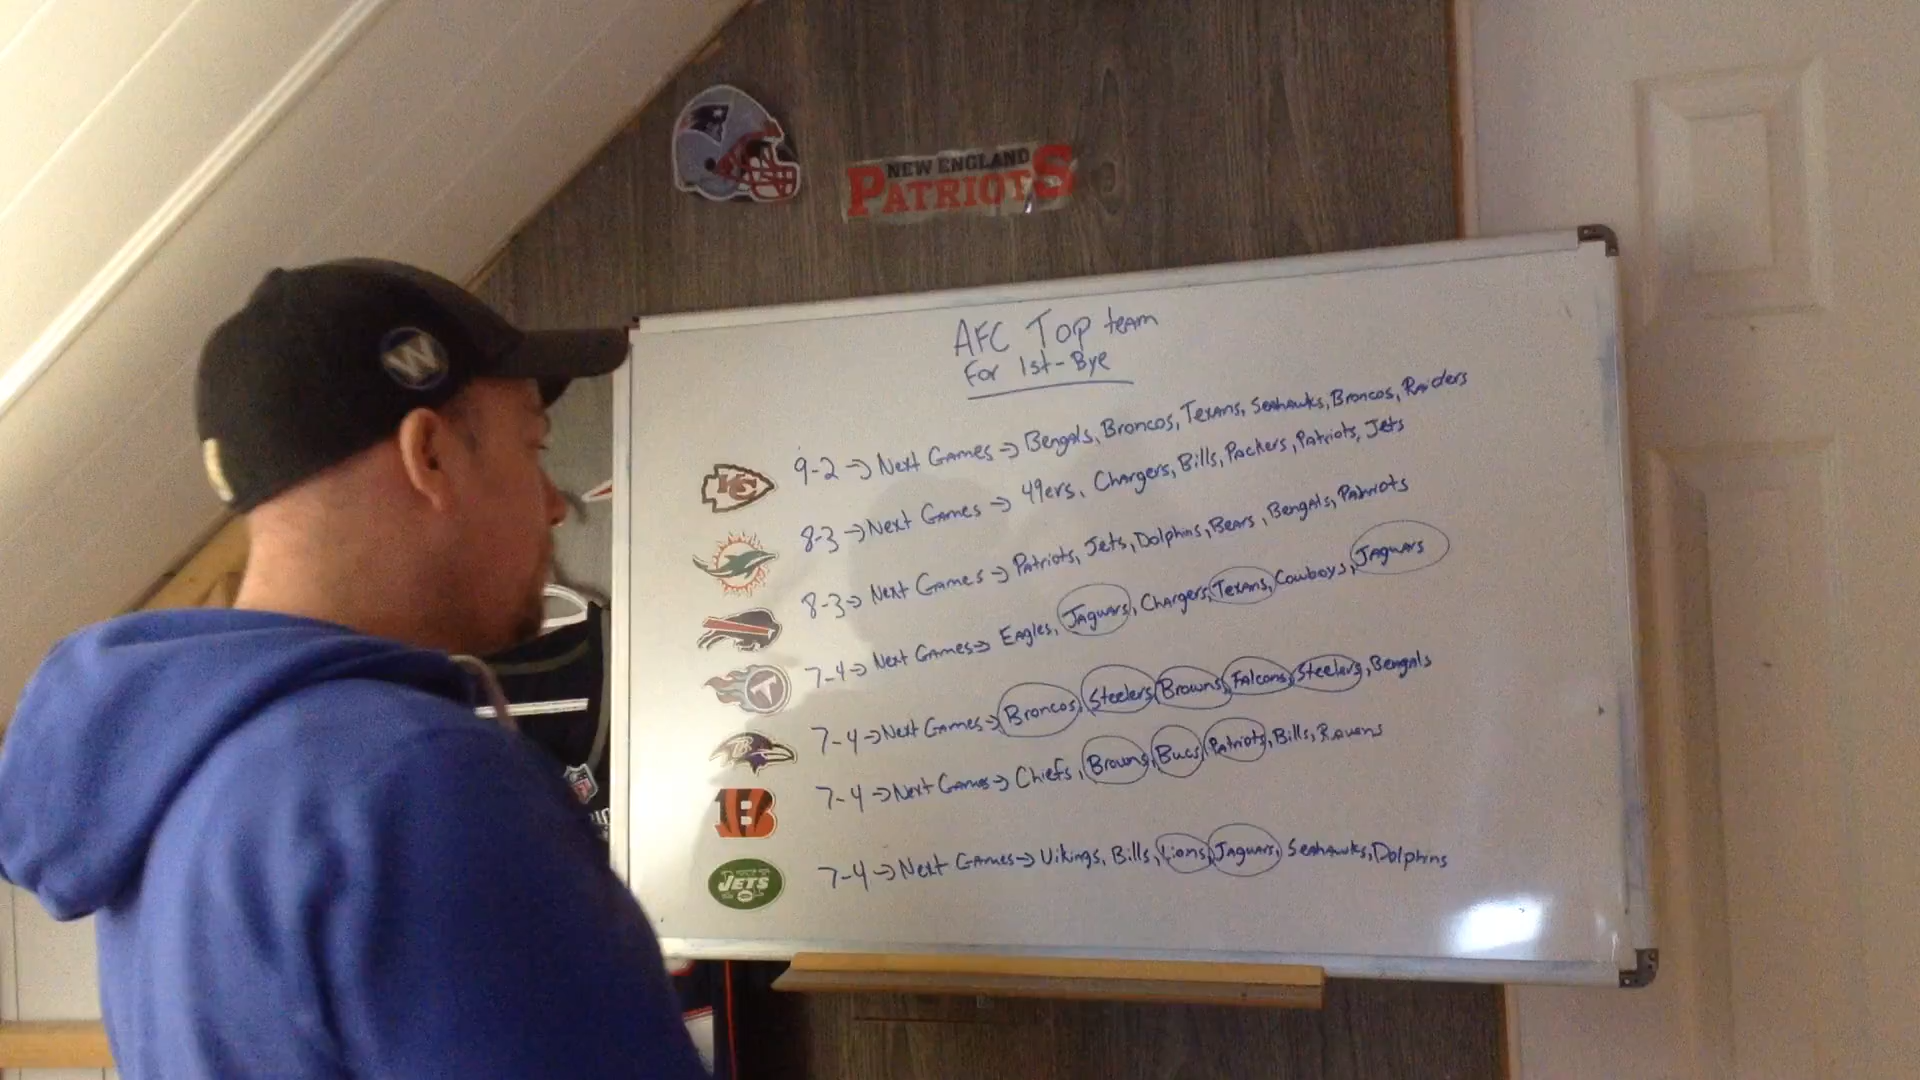 NEW ENGLAND
PATRIOTS
W
AFC Top team
For 1st-Bye
KC
9-2 → Next Games → Bengals, Broncos, Texans, Seahawks, Broncos, Raiders
8-3 → Next Games → 49ers, Chargers, Bills, Packers, Patriots, Jets
8-3 → Next Games → Patriots, Jets, Dolphins, Bears, Bengals, Patriots
T
7-4 → Next Games → Eagles, Jaguars, Chargers, Texans, Cowboys, Jaguars
B
7-4 → Next Games → Broncos, Steelers, Browns, Falcons, Steelers, Bengals
B
7-4 → Next Games → Chiefs, Browns, Bucs, Patriots, Bills, Ravens
JETS
7-4 → Next Games → Vikings, Bills, Lions, Jaguars, Seahawks, Dolphins
NFL